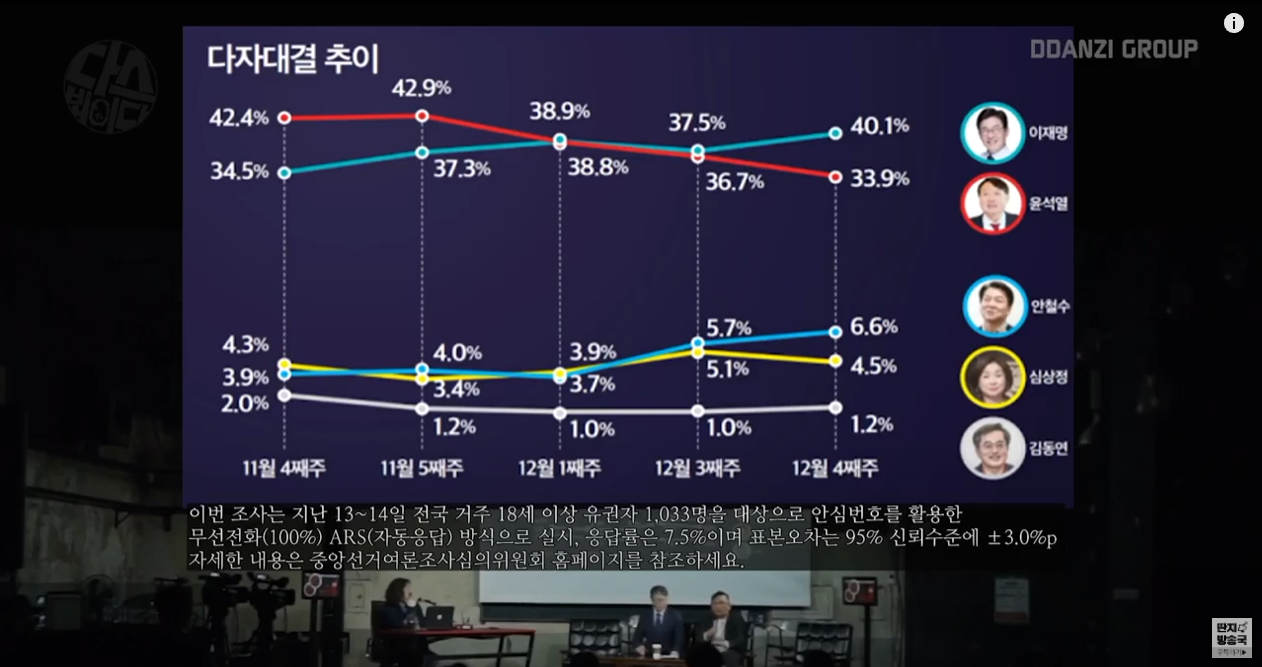 다스
뵈이다
DDANZI GROUP
다자대결 추이
42.4%
42.9%
38.9%
37.5%
40.1%
이재명
34.5%
37.3%
38.8%
36.7%
33.9%
윤석열
안철수
4.3%
4.0%
3.9%
5.7%
6.6%
3.9%
3.4%
3.7%
5.1%
4.5%
심상정
2.0%
1.2%
1.0%
1.0%
1.2%
김동연
11월 4째주
11월 5째주
12월 1째주
12월 3째주
12월 4째주
이번 조사는 지난 13~14일 전국 거주 18세 이상 유권자 1,033명을 대상으로 안심번호를 활용한
무선전화(100%) ARS(자동응답) 방식으로 실시, 응답률은 7.5%이며 표본오차는 95% 신뢰수준에 ±3.0%p
자세한 내용은 중앙선거여론조사심의위원회 홈페이지를 참조하세요.
딴지
방송국
구독하기▶